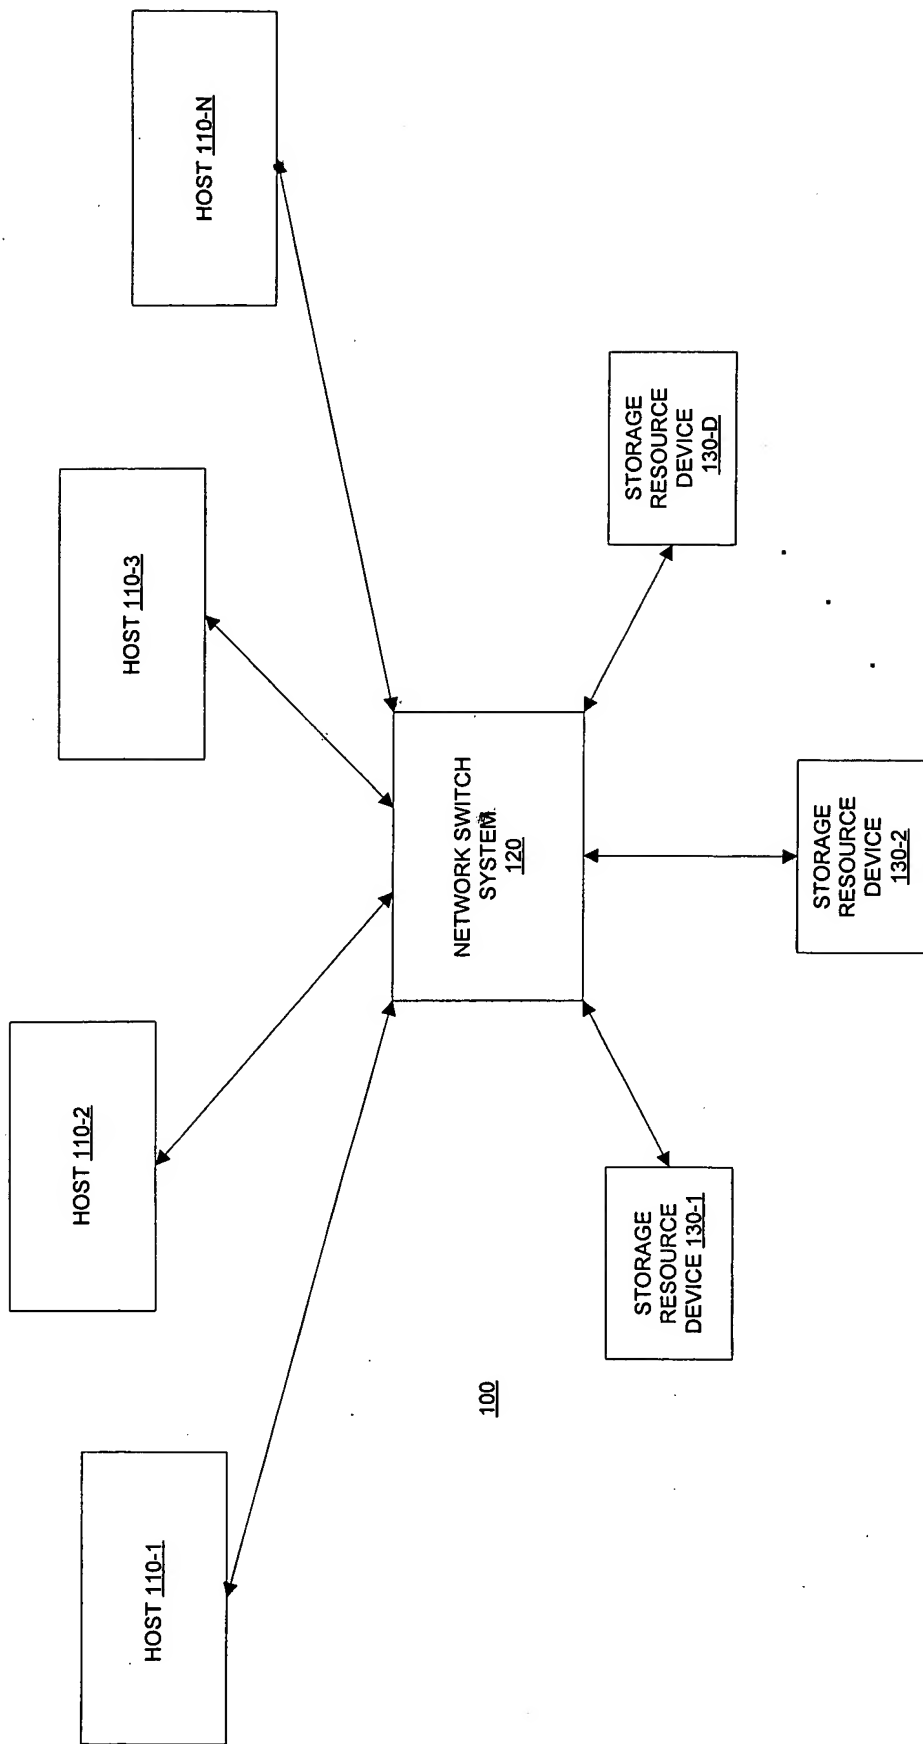 HOST 110-1
HOST 110-2
HOST 110-3
HOST 110-N
NETWORK SWITCH
SYSTEM
120
STORAGE
RESOURCE
DEVICE 130-1
STORAGE
RESOURCE
DEVICE
130-2
STORAGE
RESOURCE
DEVICE
130-D
100